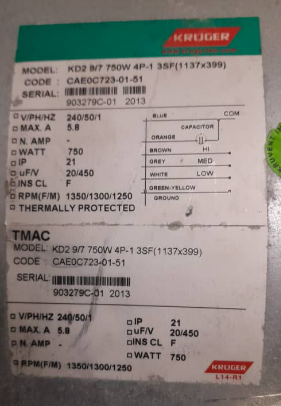 KRUGER
MODEL: KD2 9/7 750W 4P-1 3SF(1137x399)
CODE : CAE0C723-01-51
SERIAL:
903279C-01 2013
V/PH/HZ 240/50/1
MAX. A 5.8
N. AMP -
WATT 750
IP 21
uF/V 20/450
INS CL F
RPM(F/M) 1350/1300/1250
THERMALLY PROTECTED
BLUE COM
CAPACITOR
ORANGE
BROWN HI
GREY MED
WHITE LOW
GREEN-YELLOW
GROUND
TMAC
MODEL: KD2 9/7 750W 4P-1 3SF(1137x399)
CODE : CAE0C723-01-51
SERIAL:
903279C-01 2013
V/PH/HZ 240/50/1
MAX. A 5.8
N. AMP -
RPM(F/M) 1350/1300/1250
IP 21
uF/V 20/450
INS CL F
WATT 750
KRUGER
L14-R1